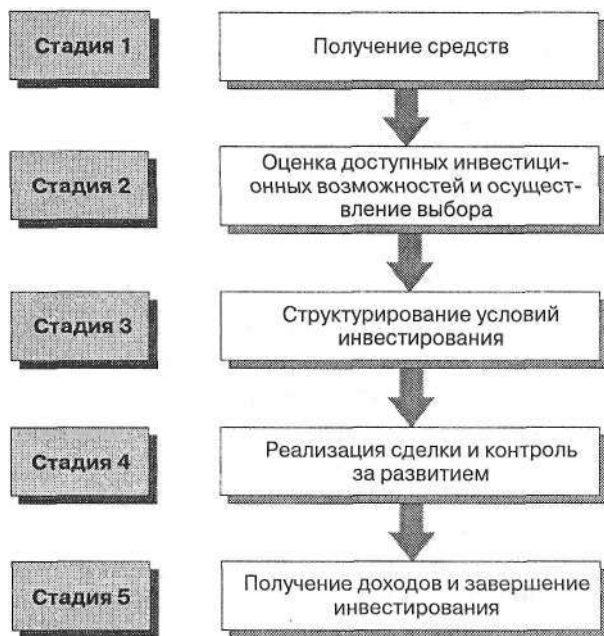 Стадия 1
Получение средств
Стадия 2
Оценка доступных инвестици-
онных возможностей и осущест-
вление выбора
Стадия 3
Структурирование условий
инвестирования
Стадия 4
Реализация сделки и контроль
за развитием
Стадия 5
Получение доходов и завершение
инвестирования